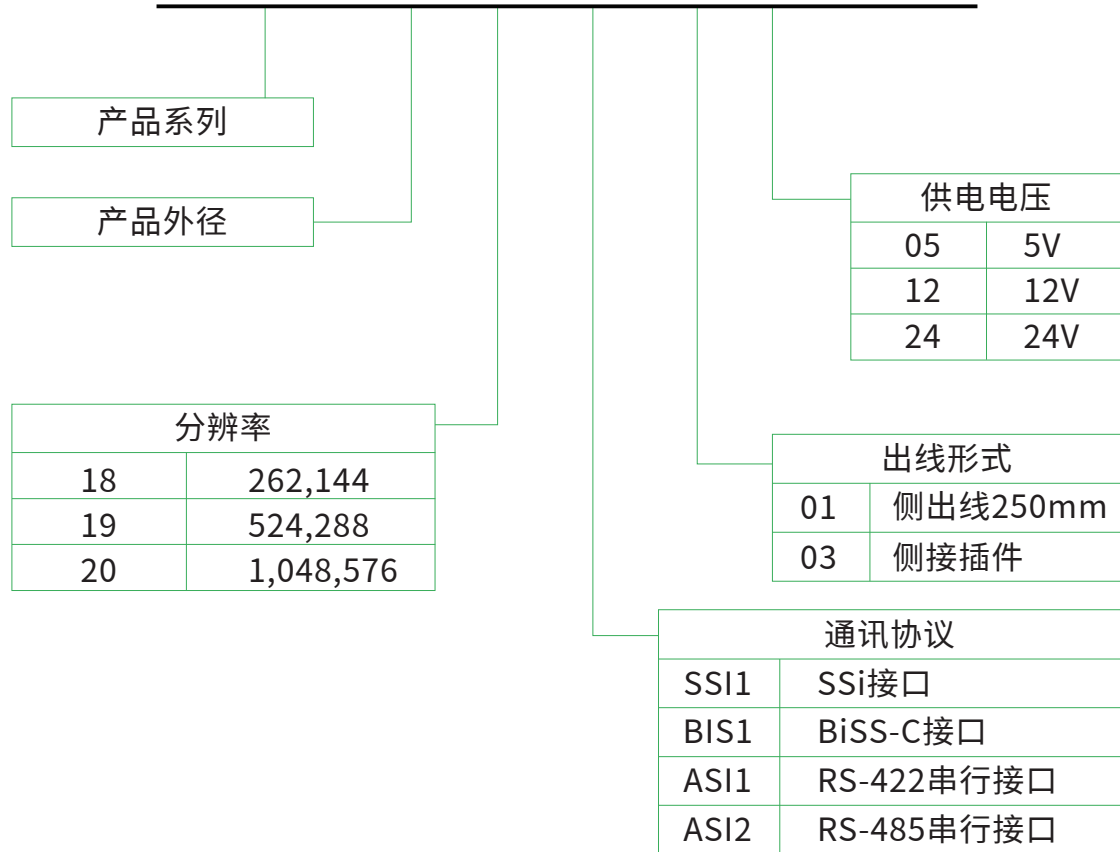 产品系列
产品外径
供电电压
05 5V
12 12V
24 24V
分辨率
18 262,144
19 524,288
20 1,048,576
出线形式
01 侧出线250mm
03 侧接插件
通讯协议
SSI1 SSi接口
BIS1 BiSS-C接口
ASI1 RS-422串行接口
ASI2 RS-485串行接口